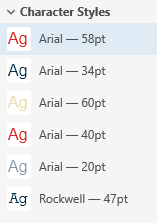 Character Styles
Ag Arial — 58pt
Ag Arial — 34pt
Ag Arial — 60pt
Ag Arial — 40pt
Ag Arial — 20pt
Ag Rockwell — 47pt